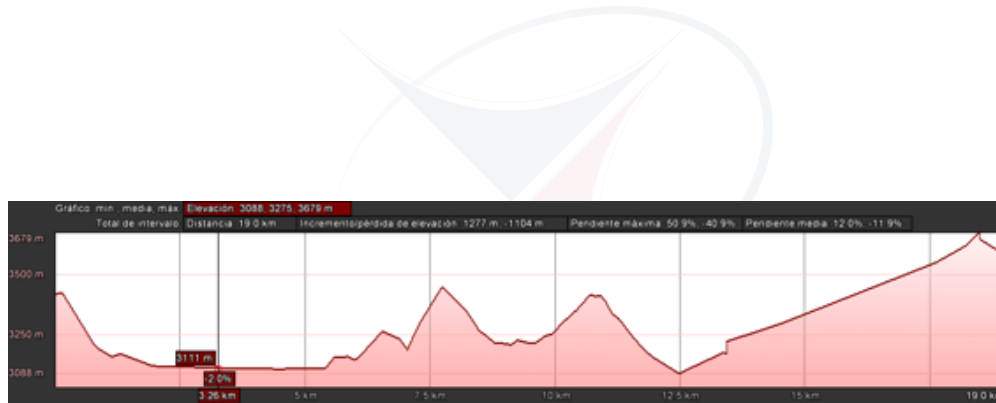 Gráfico: min., media, máx. Elevación: 3088, 3275, 3679 m
Total de intervalo: Distancia: 19.0 km Incremento/pérdida de elevación: 1277 m, -1104 m Pendiente máxima: 50.9%, -40.9% Pendiente media: 12.0%, -11.9%
3679 m
3500 m
3250 m
3111 m
3088 m
-2.0%
3.26 km 5 km 7.5 km 10 km 12.5 km 15 km 19.0 k